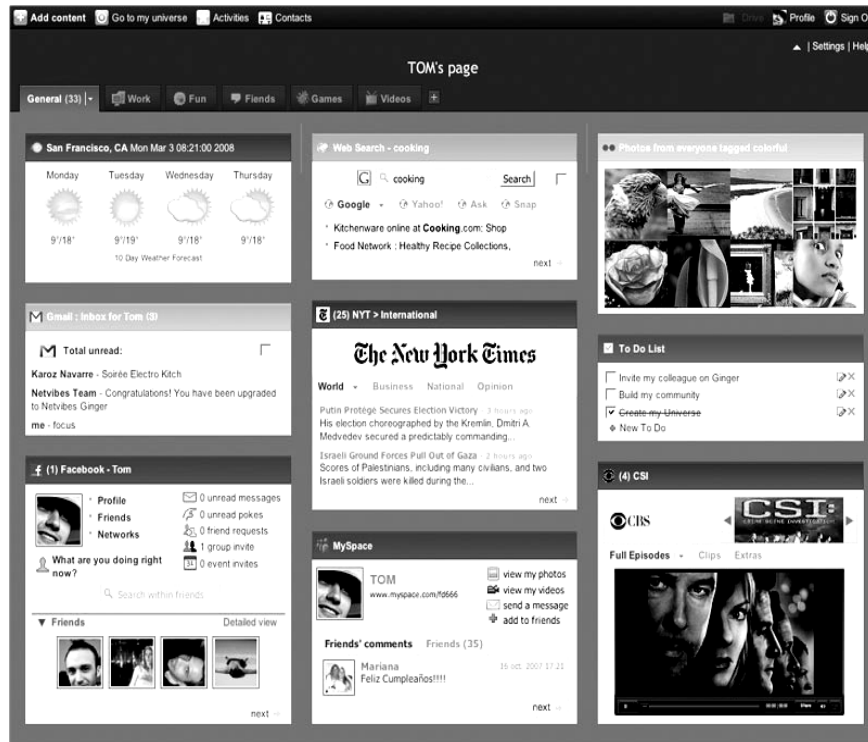 Add content Go to my universe Activities Contacts Drive Profile Sign O
| Settings | Help
TOM's page
General (33) Work Fun Fiends Games Videos
San Francisco, CA Mon Mar 3 08:21:00 2008
Monday Tuesday Wednesday Thursday
9°/18° 9°/19° 9°/18° 9°/18°
10 Day Weather Forecast
Gmail : Inbox for Tom (3)
Total unread:
Karoz Navarre - Soirée Electro Kitch
Netvibes Team - Congratulations! You have been upgraded
to Netvibes Ginger
me - focus
(1) Facebook - Tom
Profile
Friends
Networks
0 unread messages
0 unread pokes
0 friend requests
1 group invite
31 0 event invites
What are you doing right
now?
Search within friends
Friends Detailed view
next
Web Search - cooking
G cooking Search
Google Yahoo! Ask Snap
Kitchenware online at Cooking.com: Shop
Food Network : Healthy Recipe Collections,
next
(25) NYT > International
The New York Times
World Business National Opinion
Putin Protégé Secures Election Victory - 3 hours ago
His election choreographed by the Kremlin, Dmitri A.
Medvedev secured a predictably commanding...
Israeli Ground Forces Pull Out of Gaza - 2 hours ago
Scores of Palestinians, including many civilians, and two
Israeli soldiers were killed during the...
next
MySpace
TOM
www.myspace.com/fd666
view my photos
view my videos
send a message
add to friends
Friends' comments Friends (35)
Mariana 16 oct. 2007 17:21
Feliz Cumpleaños!!!!
next
Photos from everyone tagged colorful
To Do List
Invite my colleague on Ginger
Build my community
Create my Universe
New To Do
(4) CSI
CBS
CSI:
CRIME SCENE INVESTIGATION
Full Episodes Clips Extras